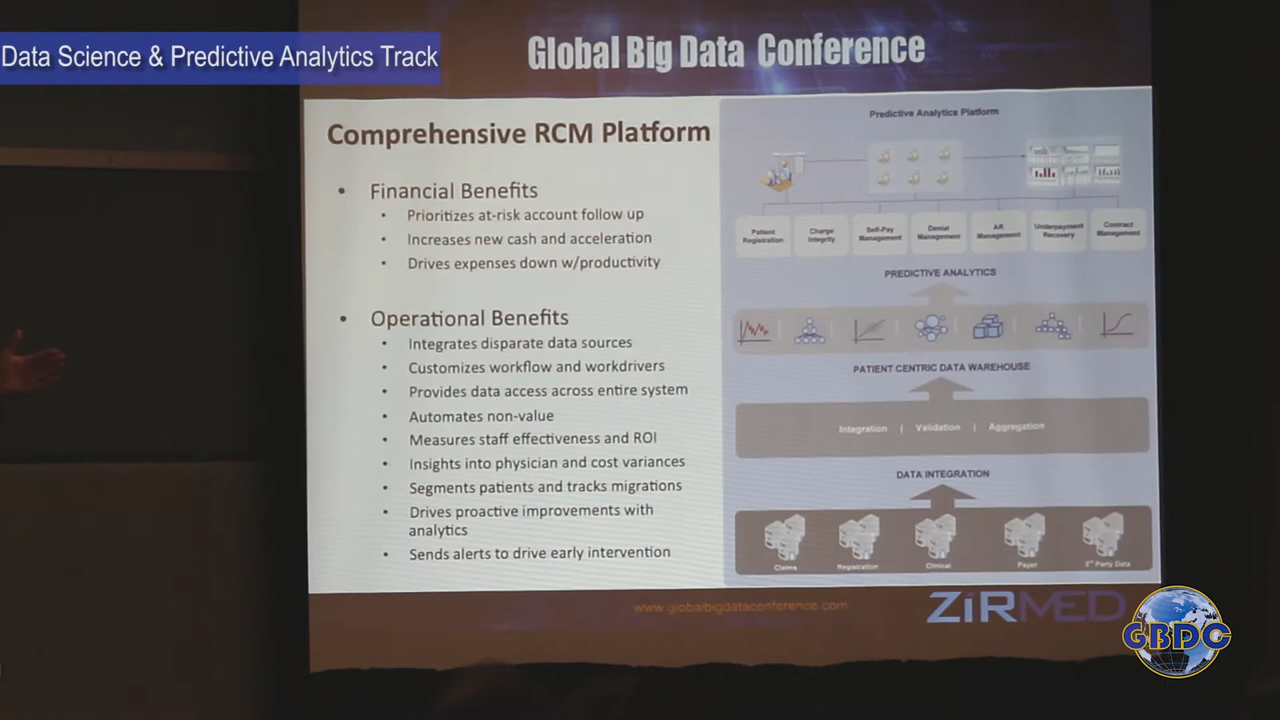 Data Science & Predictive Analytics Track
Global Big Data Conference
Comprehensive RCM Platform
• Financial Benefits
• Prioritizes at-risk account follow up
• Increases new cash and acceleration
• Drives expenses down w/productivity
• Operational Benefits
• Integrates disparate data sources
• Customizes workflow and workdrivers
• Provides data access across entire system
• Automates non-value
• Measures staff effectiveness and ROI
• Insights into physician and cost variances
• Segments patients and tracks migrations
• Drives proactive improvements with
analytics
• Sends alerts to drive early intervention
Predictive Analytics Platform
Patient
Registration
Charge
Integrity
Self-Pay
Management
Denial
Management
AR
Management
Underpayment
Recovery
Contract
Management
PREDICTIVE ANALYTICS
PATIENT CENTRIC DATA WAREHOUSE
Integration | Validation | Aggregation
DATA INTEGRATION
Claims
Registration
Clinical
Payer
3rd Party Data
www.globalbigdataconference.com
ZiRMED
GBDC